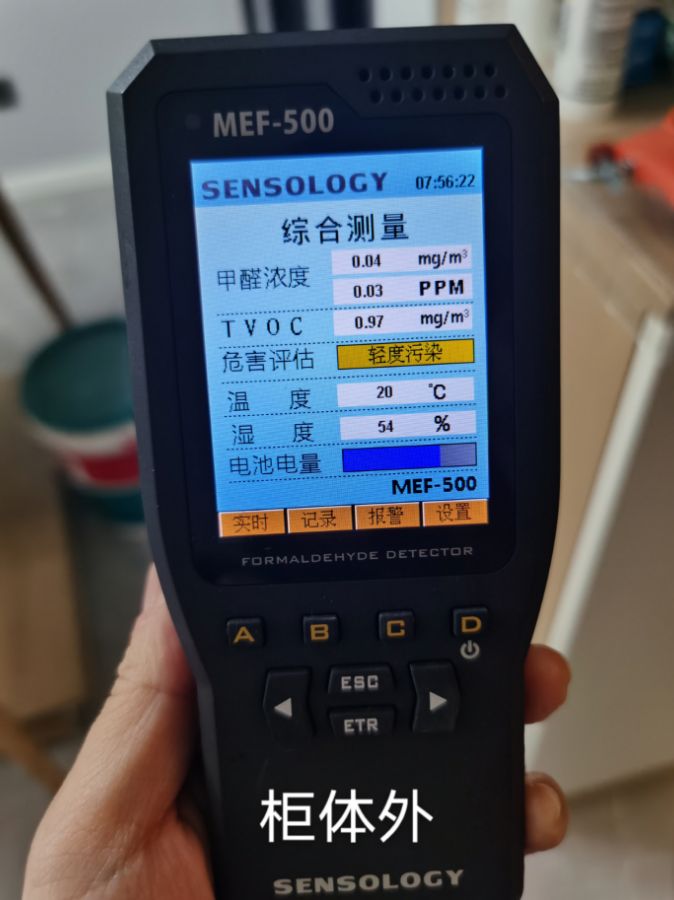 MEF-500
SENSOLOGY 07:56:22
综合测量
甲醛浓度 0.04 mg/m³
0.03 PPM
TVOC 0.97 mg/m³
危害评估 轻度污染
温度 20 ℃
湿度 54 %
电池电量
MEF-500
实时 记录 报警 设置
FORMALDEHYDE DETECTOR
A B C D
ESC
ETR
柜体外
SENSOLOGY